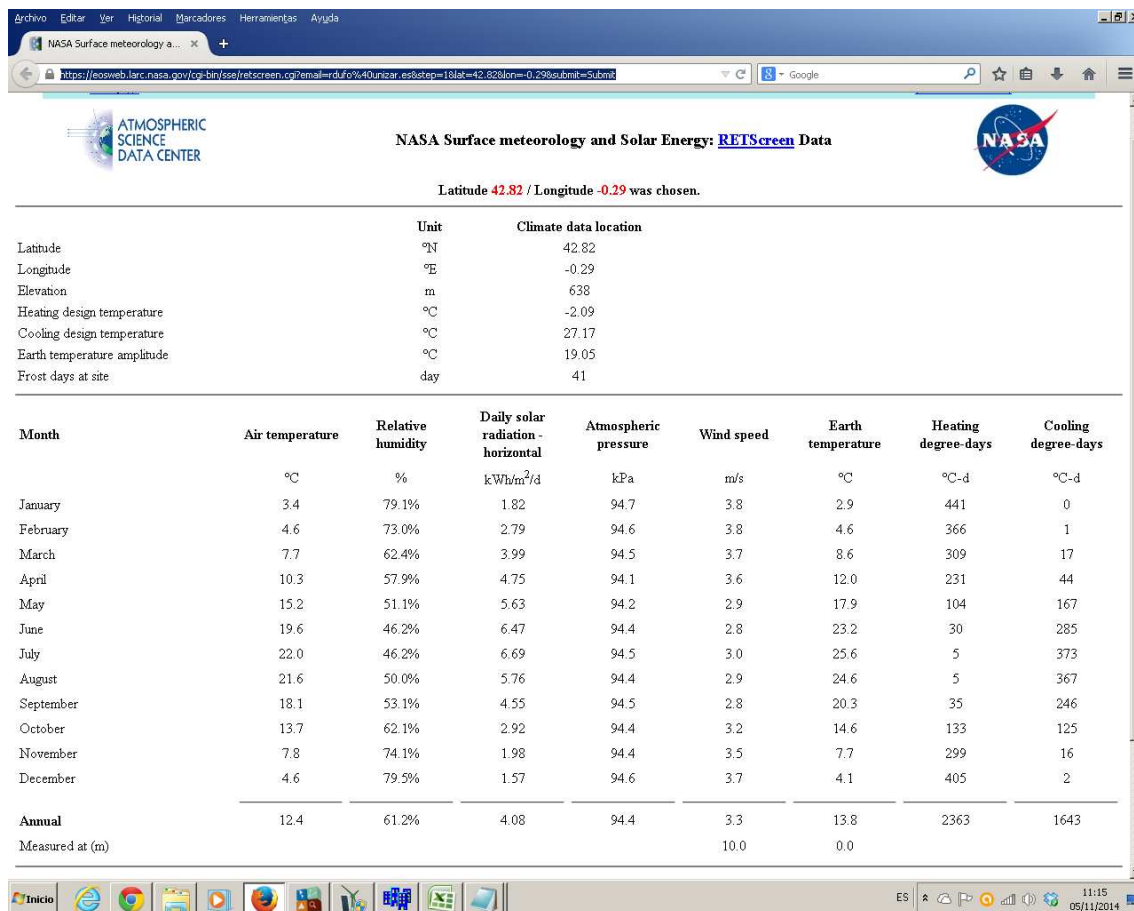 Archivo Editar Ver Historial Marcadores Herramientas Ayuda
NASA Surface meteorology a...
https://eosweb.larc.nasa.gov/cgi-bin/sse/retscreen.cgi?email=rdufo%40unizar.es&step=1&lat=42.82&lon=-0.29&submit=Submit Google
ATMOSPHERIC
SCIENCE
DATA CENTER
NASA Surface meteorology and Solar Energy: RETScreen Data
NASA
Latitude 42.82 / Longitude -0.29 was chosen.
Unit Climate data location
Latitude °N 42.82
Longitude °E -0.29
Elevation m 638
Heating design temperature °C -2.09
Cooling design temperature °C 27.17
Earth temperature amplitude °C 19.05
Frost days at site day 41
Month Air temperature Relative humidity Daily solar radiation - horizontal Atmospheric pressure Wind speed Earth temperature Heating degree-days Cooling degree-days
°C % kWh/m²/d kPa m/s °C °C-d °C-d
January 3.4 79.1% 1.82 94.7 3.8 2.9 441 0
February 4.6 73.0% 2.79 94.6 3.8 4.6 366 1
March 7.7 62.4% 3.99 94.5 3.7 8.6 309 17
April 10.3 57.9% 4.75 94.1 3.6 12.0 231 44
May 15.2 51.1% 5.63 94.2 2.9 17.9 104 167
June 19.6 46.2% 6.47 94.4 2.8 23.2 30 285
July 22.0 46.2% 6.69 94.5 3.0 25.6 5 373
August 21.6 50.0% 5.76 94.4 2.9 24.6 5 367
September 18.1 53.1% 4.55 94.5 2.8 20.3 35 246
October 13.7 62.1% 2.92 94.4 3.2 14.6 133 125
November 7.8 74.1% 1.98 94.4 3.5 7.7 299 16
December 4.6 79.5% 1.57 94.6 3.7 4.1 405 2
Annual 12.4 61.2% 4.08 94.4 3.3 13.8 2363 1643
Measured at (m) 10.0 0.0
Inicio ES 11:15
05/11/2014